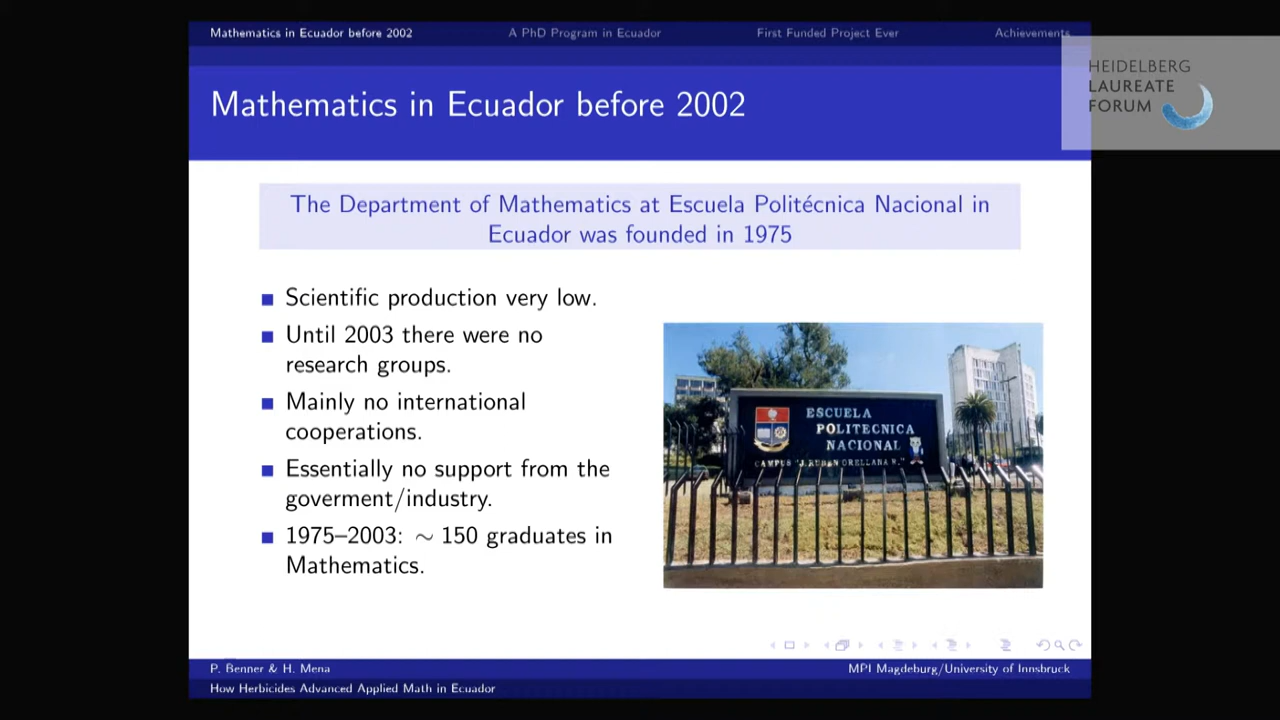 Mathematics in Ecuador before 2002 A PhD Program in Ecuador First Funded Project Ever Achievements
HEIDELBERG
LAUREATE
FORUM
Mathematics in Ecuador before 2002
The Department of Mathematics at Escuela Politécnica Nacional in
Ecuador was founded in 1975
Scientific production very low.
Until 2003 there were no
research groups.
Mainly no international
cooperations.
Essentially no support from the
goverment/industry.
1975–2003: ∼ 150 graduates in
Mathematics.
ESCUELA
POLITECNICA
NACIONAL
CAMPUS "J. RUBEN ORELLANA R."
P. Benner & H. Mena MPI Magdeburg/University of Innsbruck
How Herbicides Advanced Applied Math in Ecuador